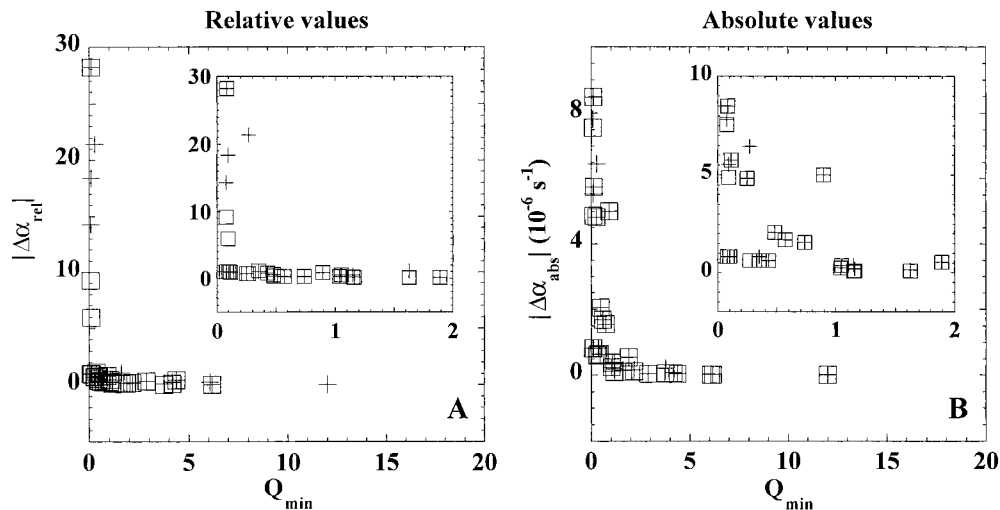 Relative values
Absolute values
30
20
10
0
|Δα_rel|
30
20
10
0
0 1 2
A
0 5 10 15 20
Q_min
8
4
0
|Δα_abs| (10^-6 s^-1)
10
5
0
0 1 2
B
0 5 10 15 20
Q_min